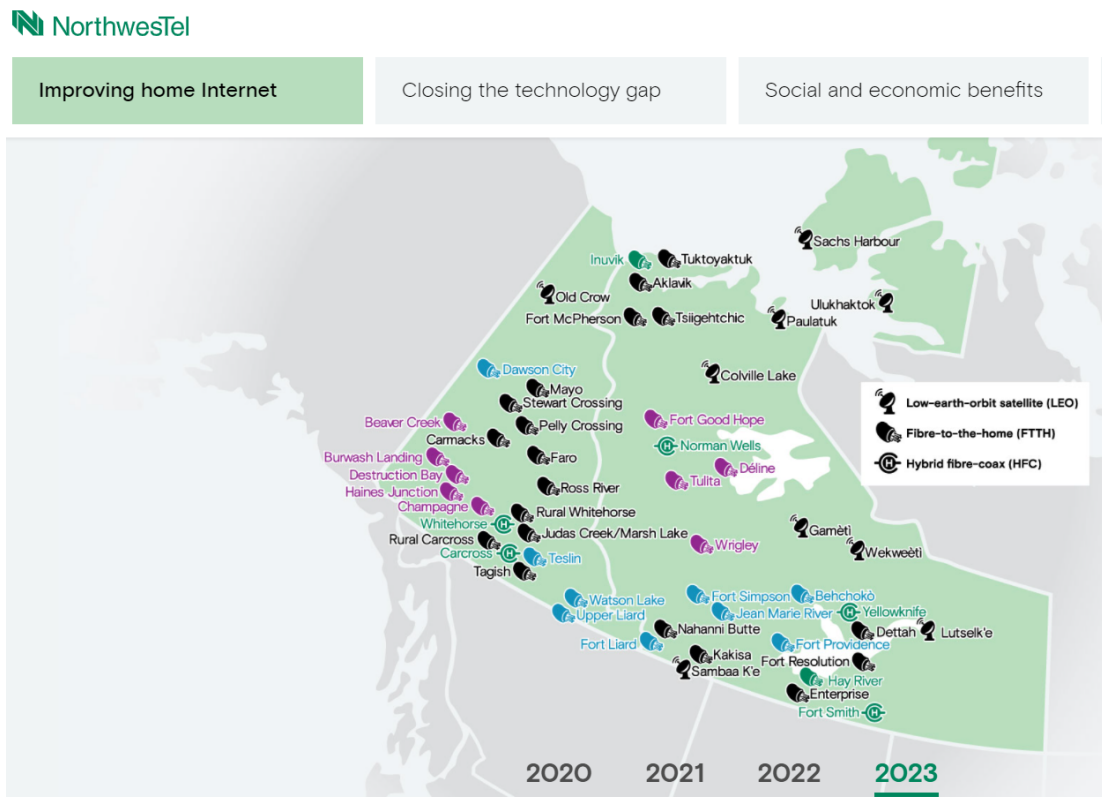 NorthwesTel
Improving home Internet
Closing the technology gap
Social and economic benefits
Sachs Harbour
Inuvik
Tuktoyaktuk
Aklavik
Old Crow
Ulukhaktok
Fort McPherson
Tsiigehtchic
Paulatuk
Dawson City
Colville Lake
Mayo
Stewart Crossing
Low-earth-orbit satellite (LEO)
Beaver Creek
Pelly Crossing
Fort Good Hope
Fibre-to-the-home (FTTH)
Carmacks
Norman Wells
Burwash Landing
Faro
Hybrid fibre-coax (HFC)
Destruction Bay
Déline
Haines Junction
Ross River
Tulita
Champagne
Rural Whitehorse
Whitehorse
Gamètì
Rural Carcross
Judas Creek/Marsh Lake
Carcross
Teslin
Wrigley
Wekweètì
Tagish
Watson Lake
Fort Simpson
Behchokò
Upper Liard
Jean Marie River
Yellowknife
Nahanni Butte
Dettah
Lutselk'e
Fort Liard
Fort Providence
Kakisa
Fort Resolution
Sambaa K'e
Hay River
Enterprise
Fort Smith
2020
2021
2022
2023